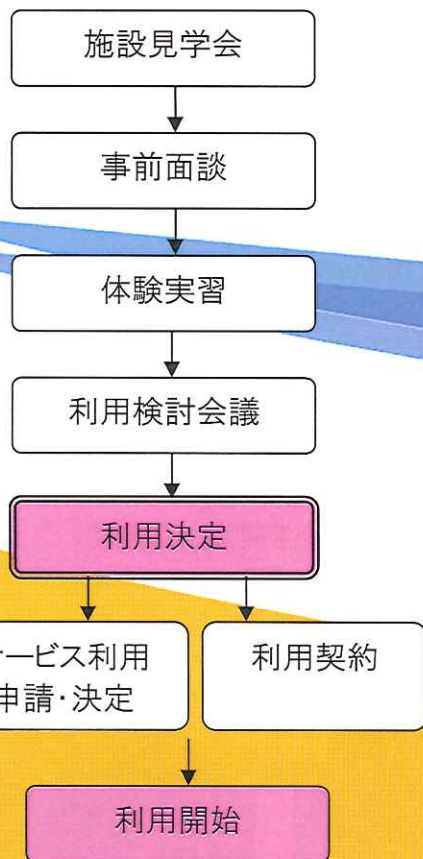 施設見学会
事前面談
体験実習
利用検討会議
利用決定
ービス利用
申請・決定
利用契約
利用開始